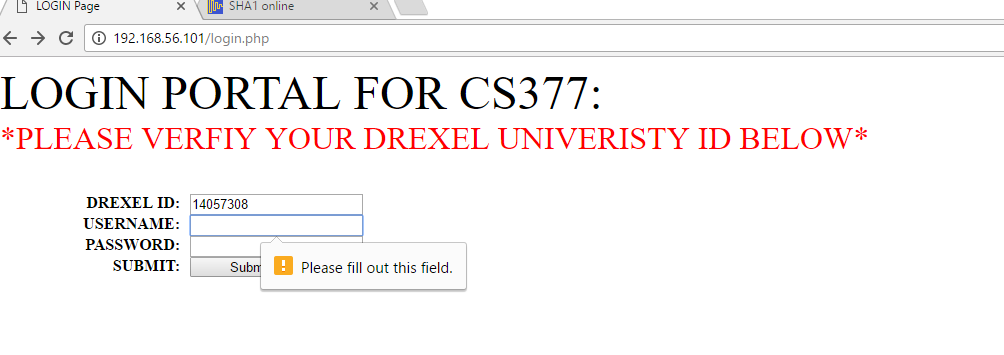 LOGIN Page
SHA1 online
192.168.56.101/login.php
LOGIN PORTAL FOR CS377:
*PLEASE VERFIY YOUR DREXEL UNIVERISTY ID BELOW*
DREXEL ID: 14057308
USERNAME:
PASSWORD:
SUBMIT: Subm
Please fill out this field.